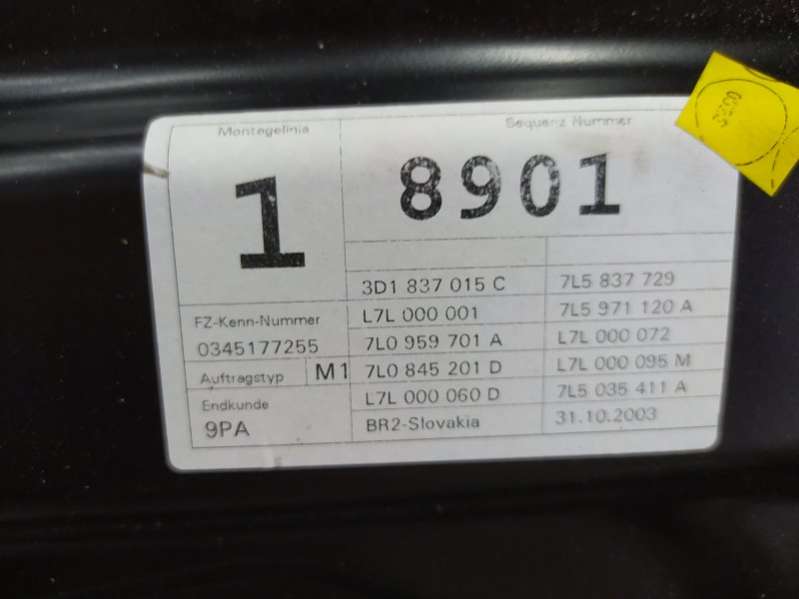 Montagelinia
Sequenz Nummer
1
8901
3D1 837 015 C
7L5 837 729
FZ-Kenn-Nummer
L7L 000 001
7L5 971 120 A
0345177255
7L0 959 701 A
L7L 000 072
Auftragstyp
M1
7L0 845 201 D
L7L 000 095 M
Endkunde
L7L 000 060 D
7L5 035 411 A
9PA
BR2-Slovakia
31.10.2003